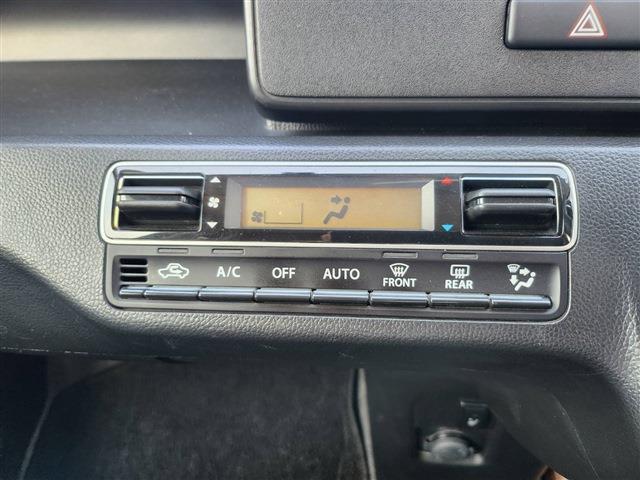 A/C OFF AUTO FRONT REAR